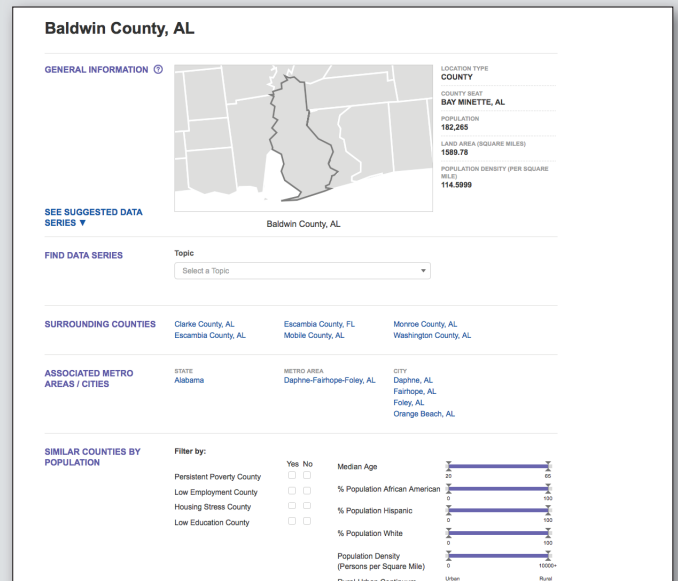 Baldwin County, AL
GENERAL INFORMATION ?
LOCATION TYPE
COUNTY
COUNTY SEAT
BAY MINETTE, AL
POPULATION
182,265
LAND AREA (SQUARE MILES)
1589.78
POPULATION DENSITY (PER SQUARE
MILE)
114.5999
SEE SUGGESTED DATA
SERIES ▼
Baldwin County, AL
FIND DATA SERIES
Topic
Select a Topic
SURROUNDING COUNTIES
Clarke County, AL Escambia County, FL Monroe County, AL
Escambia County, AL Mobile County, AL Washington County, AL
ASSOCIATED METRO
AREAS / CITIES
STATE
Alabama
METRO AREA
Daphne-Fairhope-Foley, AL
CITY
Daphne, AL
Fairhope, AL
Foley, AL
Orange Beach, AL
SIMILAR COUNTIES BY
POPULATION
Filter by:
Yes No
Persistent Poverty County
Low Employment County
Housing Stress County
Low Education County
Median Age
20 65
% Population African American
0 100
% Population Hispanic
0 100
% Population White
0 100
Population Density
(Persons per Square Mile)
0 10000+
Rural-Urban Continuum
Urban Rural